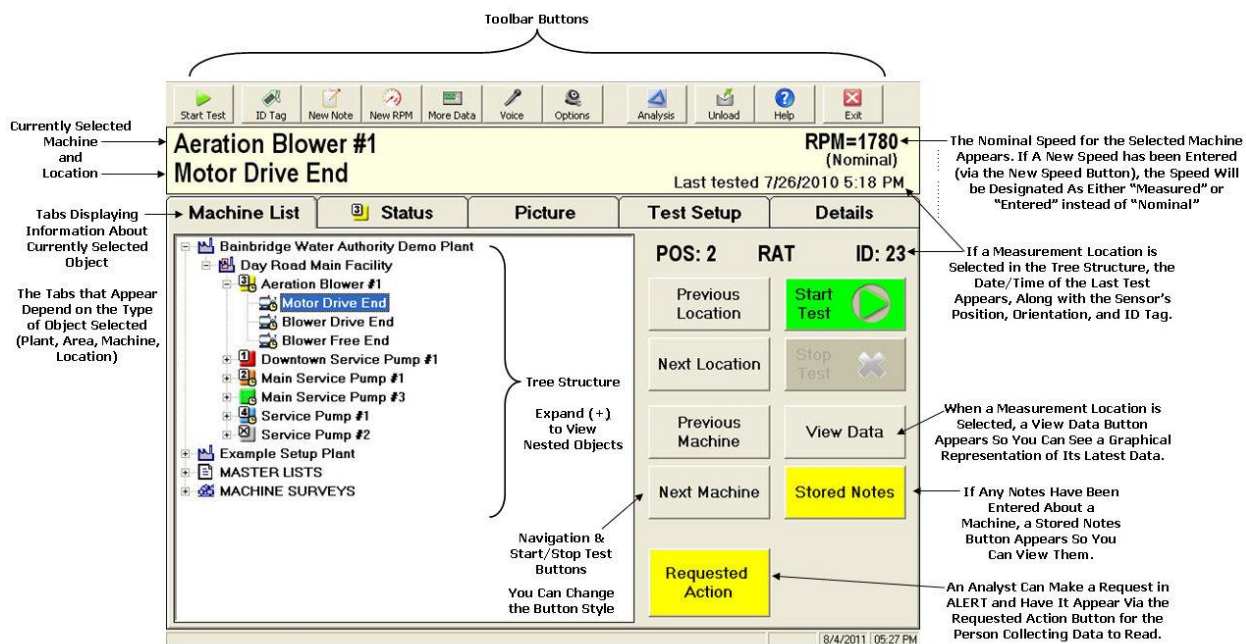 Toolbar Buttons
Start Test
ID Tag
New Note
New RPM
More Data
Voice
Options
Analysis
Unload
Help
Exit
Currently Selected
Machine
and
Location
Aeration Blower #1
Motor Drive End
RPM=1780
(Nominal)
Last tested 7/26/2010 5:18 PM
The Nominal Speed for the Selected Machine
Appears. If A New Speed has been Entered
(via the New Speed Button), the Speed Will
be Designated As Either “Measured” or
“Entered” instead of “Nominal”
Tabs Displaying
Information About
Currently Selected
Object
The Tabs that Appear
Depend on the Type
of Object Selected
(Plant, Area, Machine,
Location)
Machine List
3 Status
Picture
Test Setup
Details
Bainbridge Water Authority Demo Plant
Day Road Main Facility
3 Aeration Blower #1
Motor Drive End
Blower Drive End
Blower Free End
1 Downtown Service Pump #1
2 Main Service Pump #1
Main Service Pump #3
4 Service Pump #1
Service Pump #2
Example Setup Plant
MASTER LISTS
MACHINE SURVEYS
Tree Structure
Expand (+)
to View
Nested Objects
Navigation &
Start/Stop Test
Buttons
You Can Change
the Button Style
POS: 2 RAT ID: 23
Previous
Location
Start
Test
Next Location
Stop
Test
Previous
Machine
View Data
Next Machine
Stored Notes
Requested
Action
If a Measurement Location is
Selected in the Tree Structure, the
Date/Time of the Last Test
Appears, Along with the Sensor’s
Position, Orientation, and ID Tag.
When a Measurement Location is
Selected, a View Data Button
Appears So You Can See a Graphical
Representation of Its Latest Data.
If Any Notes Have Been
Entered About a
Machine, a Stored Notes
Button Appears So You
Can View Them.
An Analyst Can Make a Request in
ALERT and Have It Appear Via the
Requested Action Button for the
Person Collecting Data to Read.
8/4/2011 05:27 PM